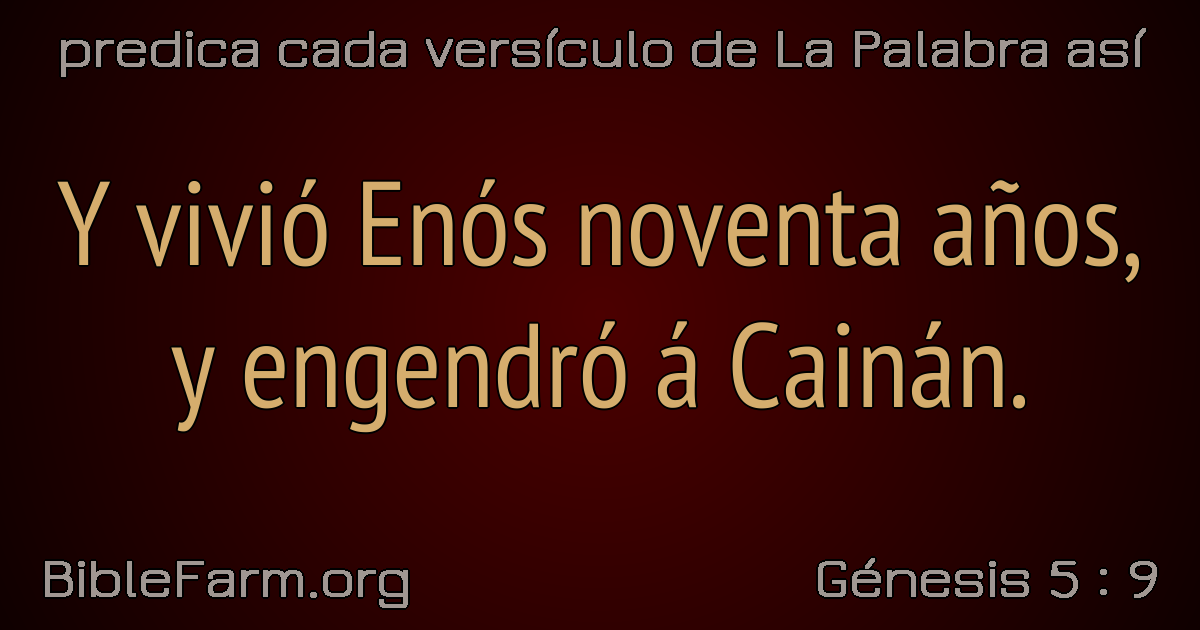 predica cada versículo de La Palabra así
Y vivió Enós noventa años,
y engendró á Cainán.
BibleFarm.org
Génesis 5 : 9